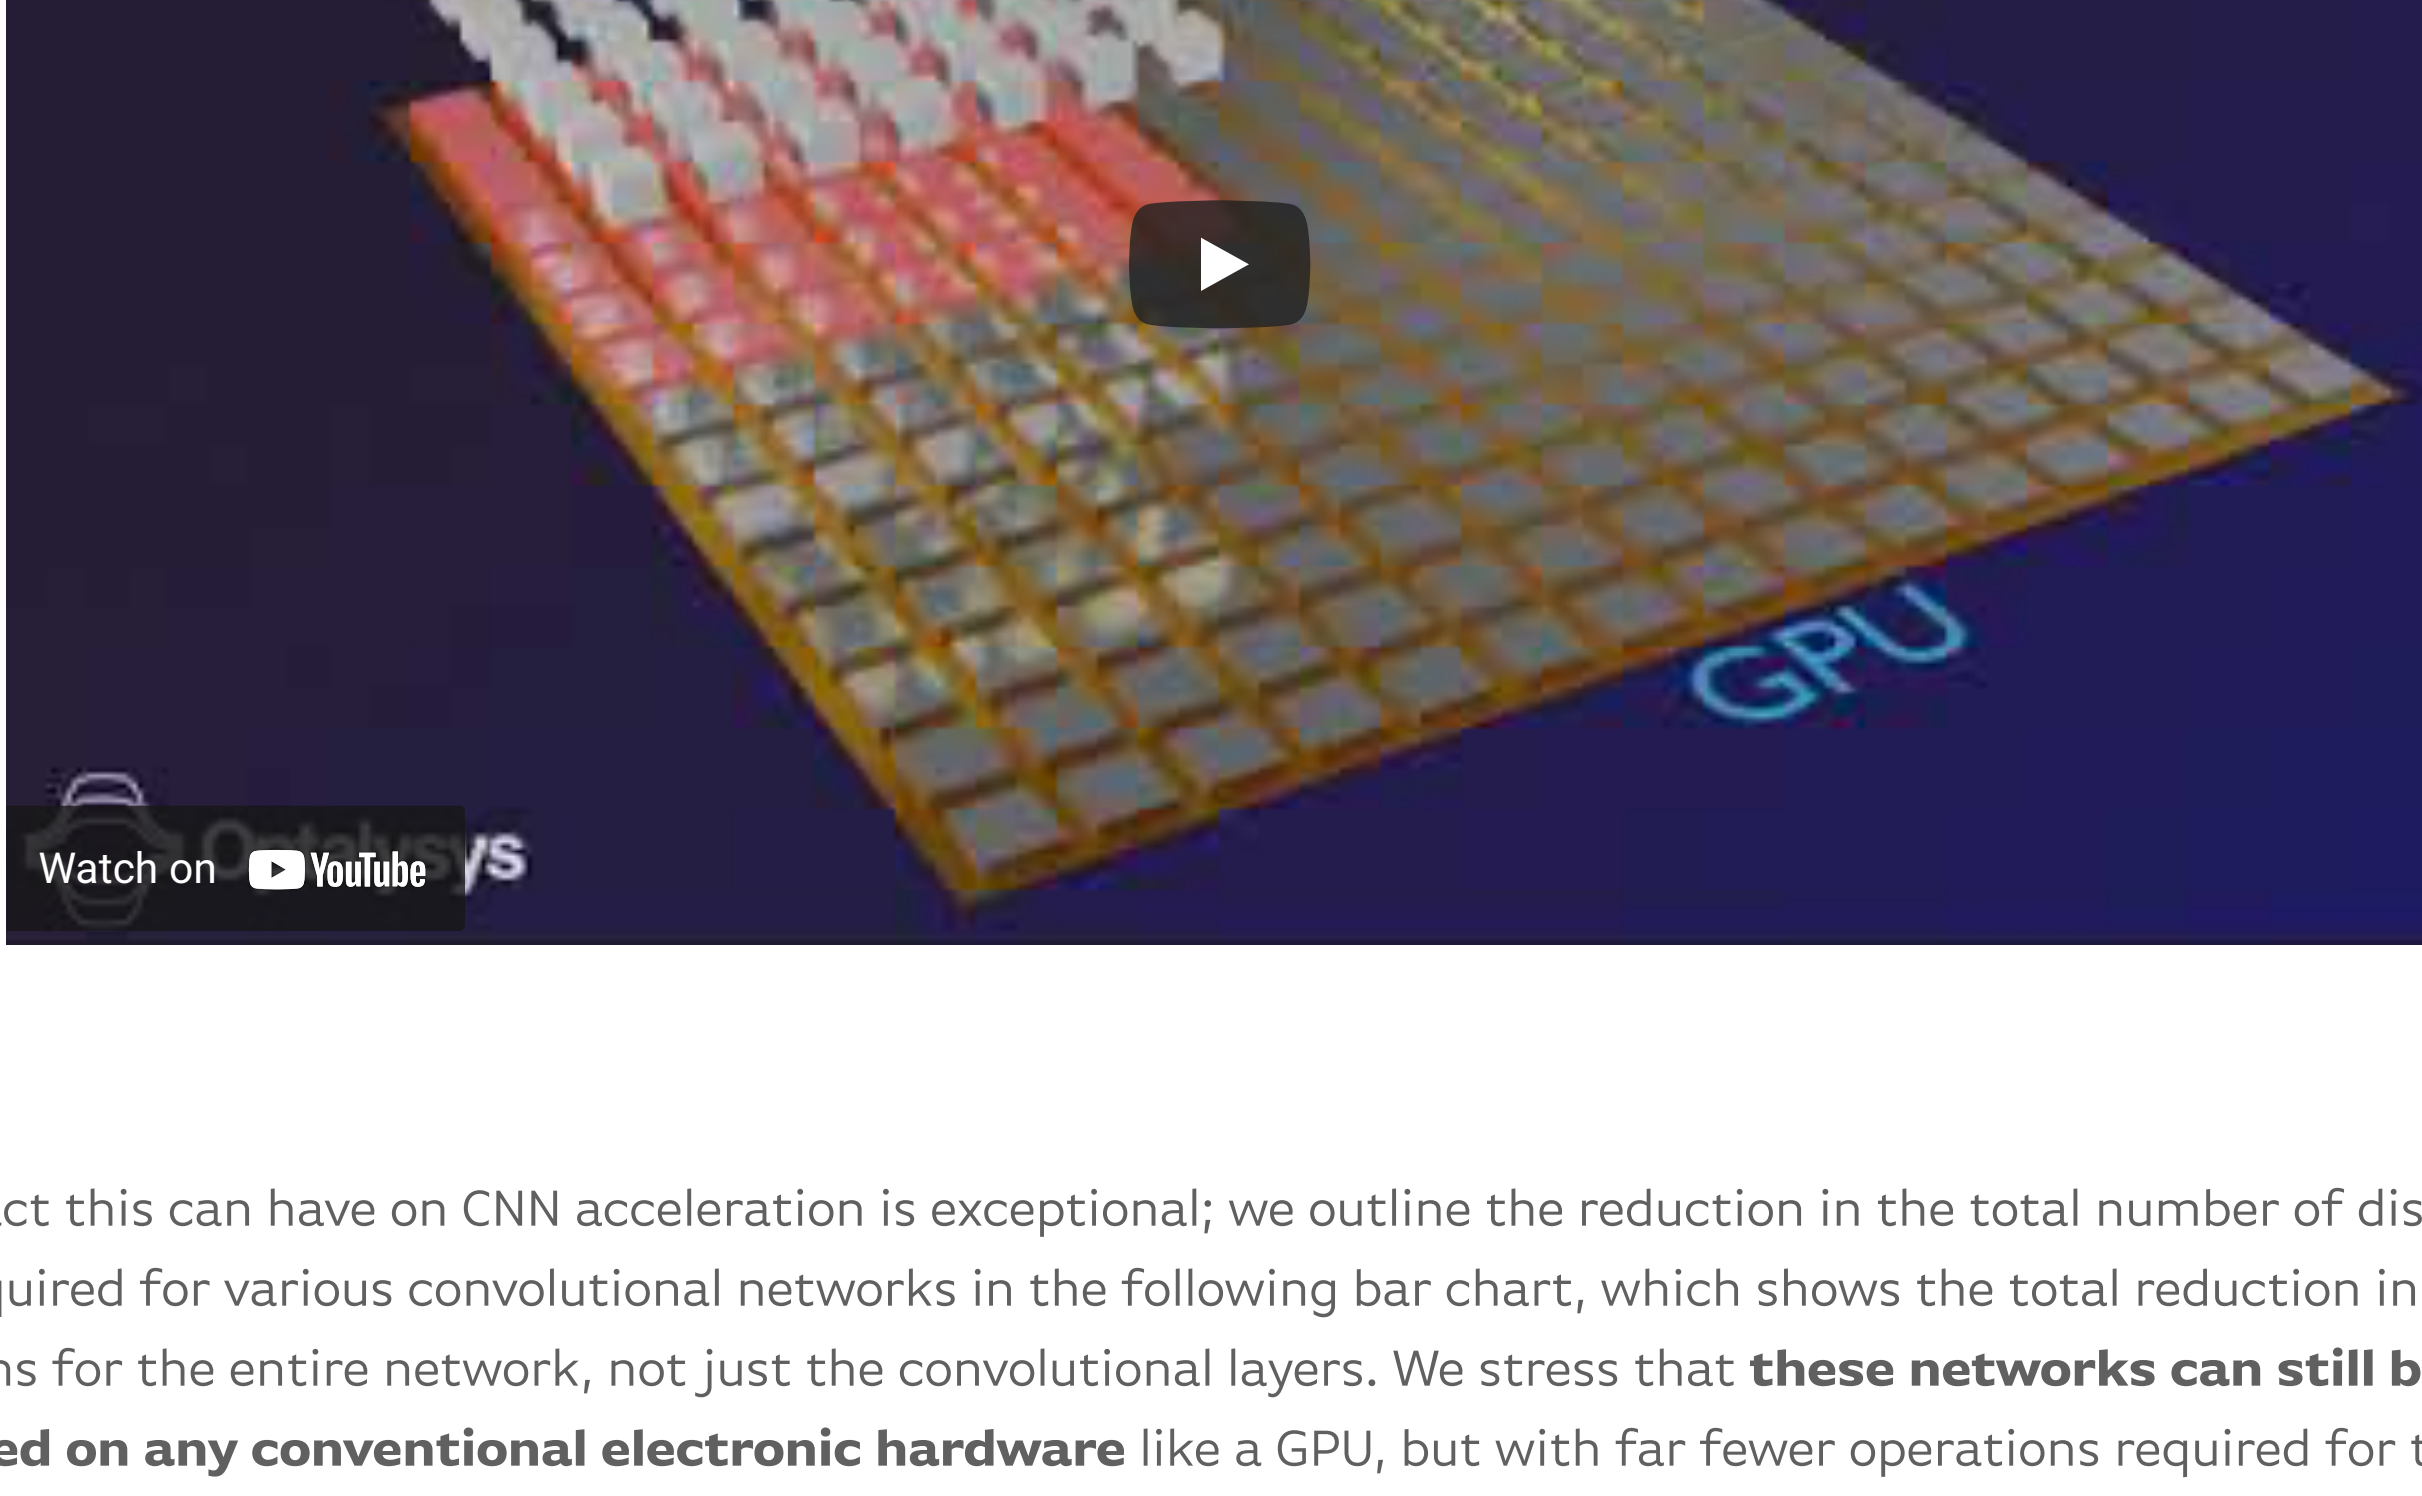 GPU
Optalysys
Watch on YouTube
ct this can have on CNN acceleration is exceptional; we outline the reduction in the total number of dis
quired for various convolutional networks in the following bar chart, which shows the total reduction in
ns for the entire network, not just the convolutional layers. We stress that these networks can still b
ed on any conventional electronic hardware like a GPU, but with far fewer operations required for t